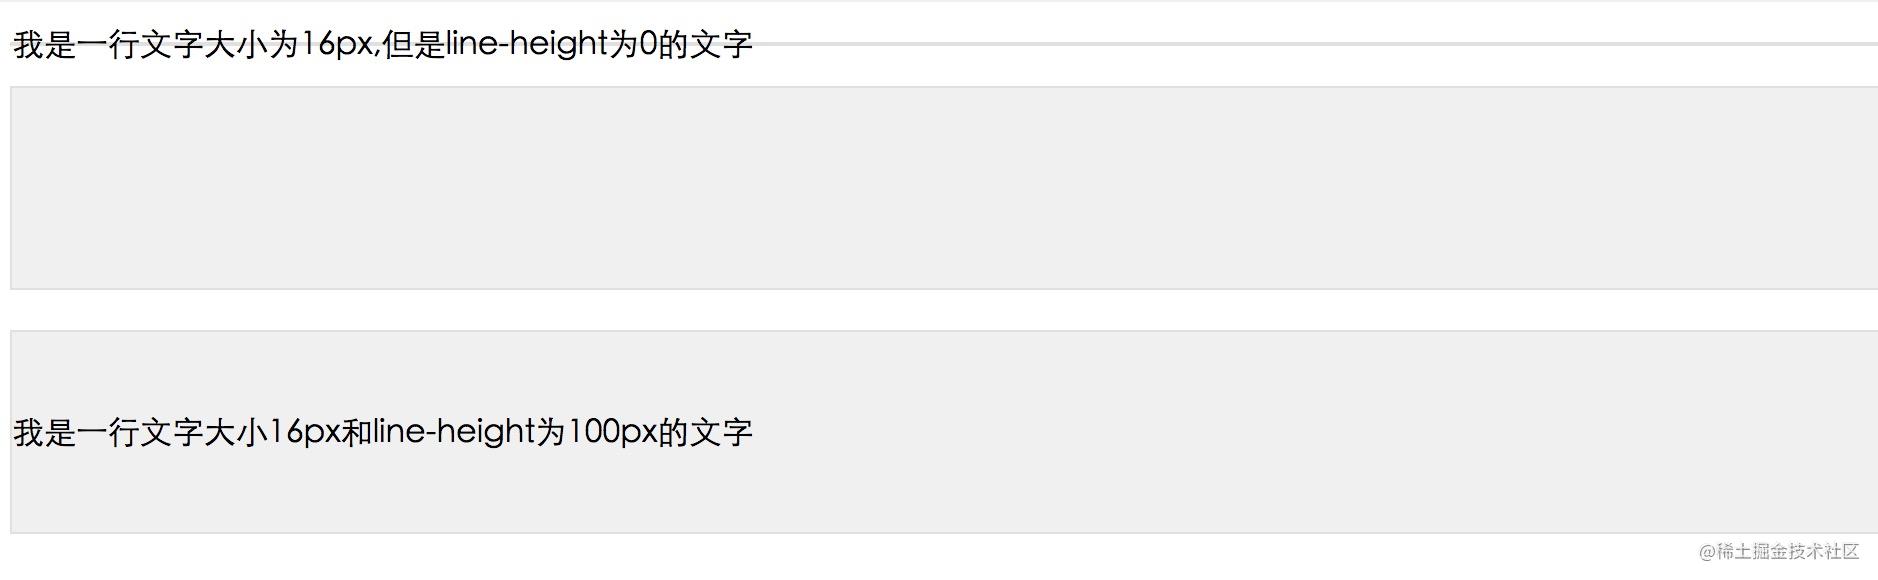 我是一行文字大小为16px,但是line-height为0的文字
我是一行文字大小16px和line-height为100px的文字
@稀土掘金技术社区